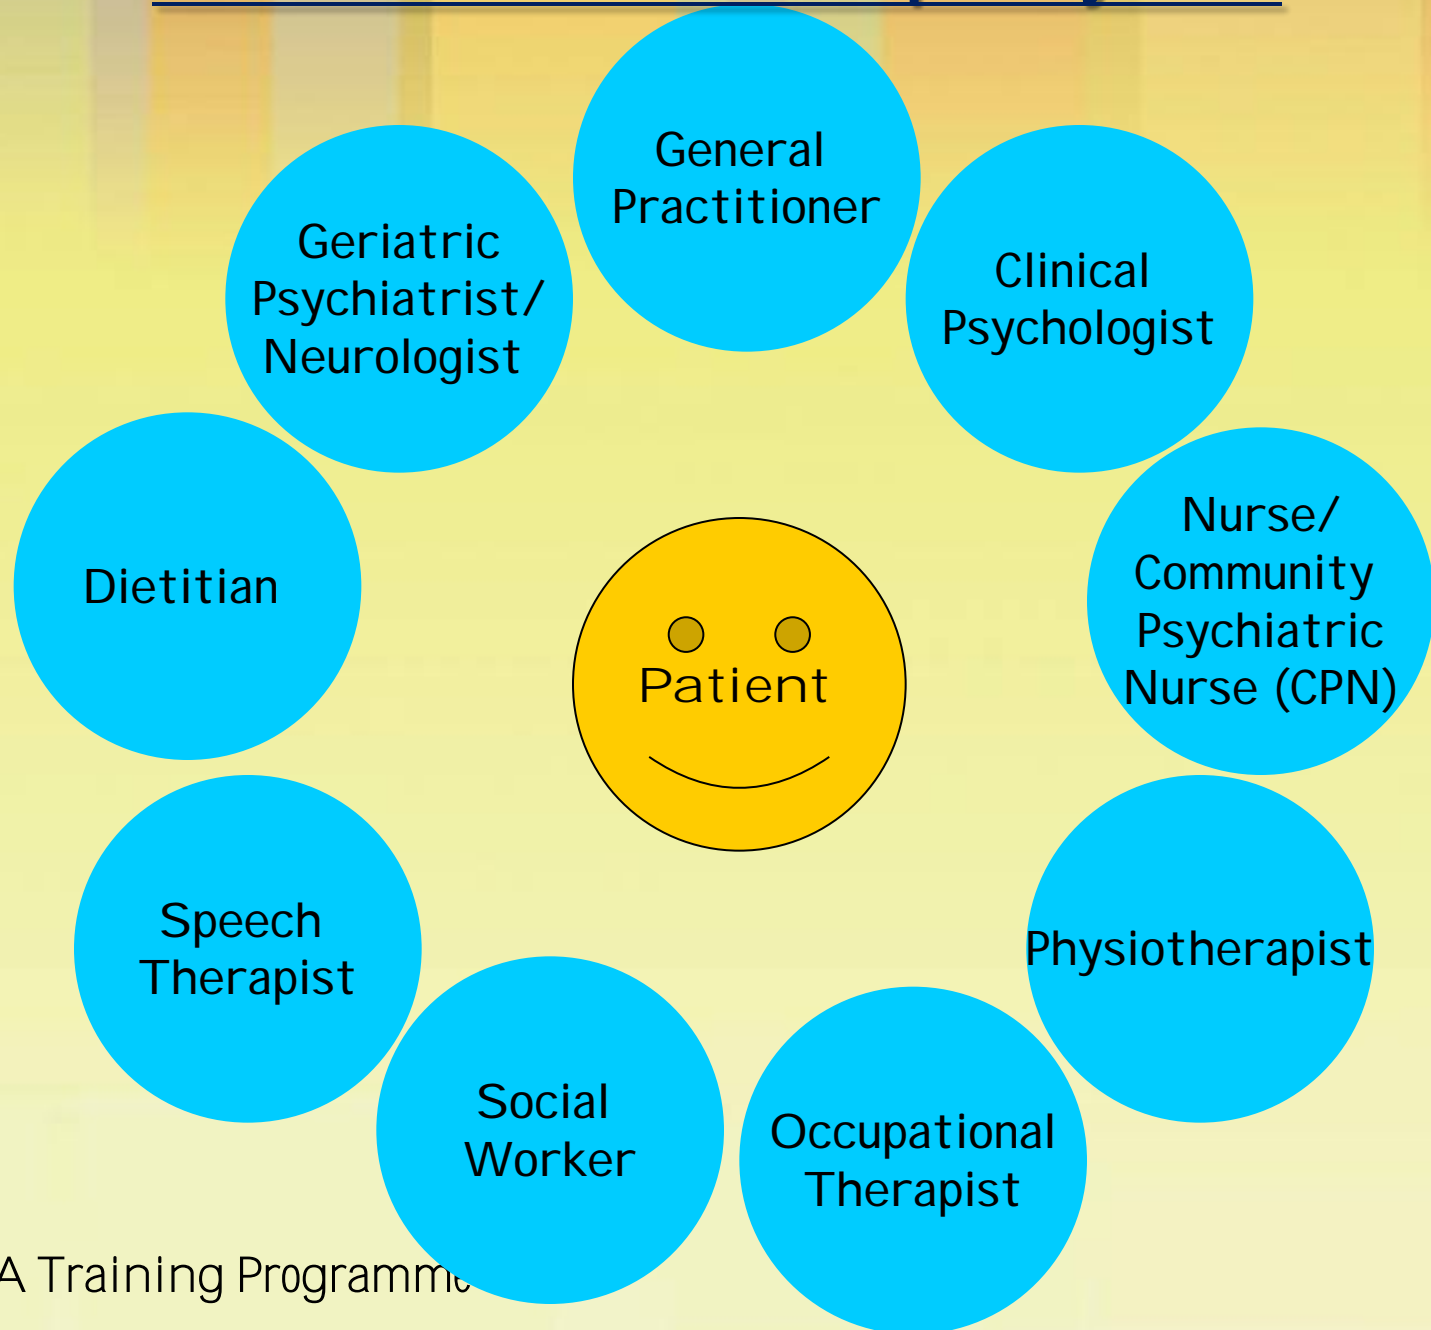 General
Practitioner
Geriatric
Psychiatrist/
Neurologist
Clinical
Psychologist
Nurse/
Community
Psychiatric
Nurse (CPN)
Dietitian
Patient
Speech
Therapist
Physiotherapist
Social
Worker
Occupational
Therapist
A Training